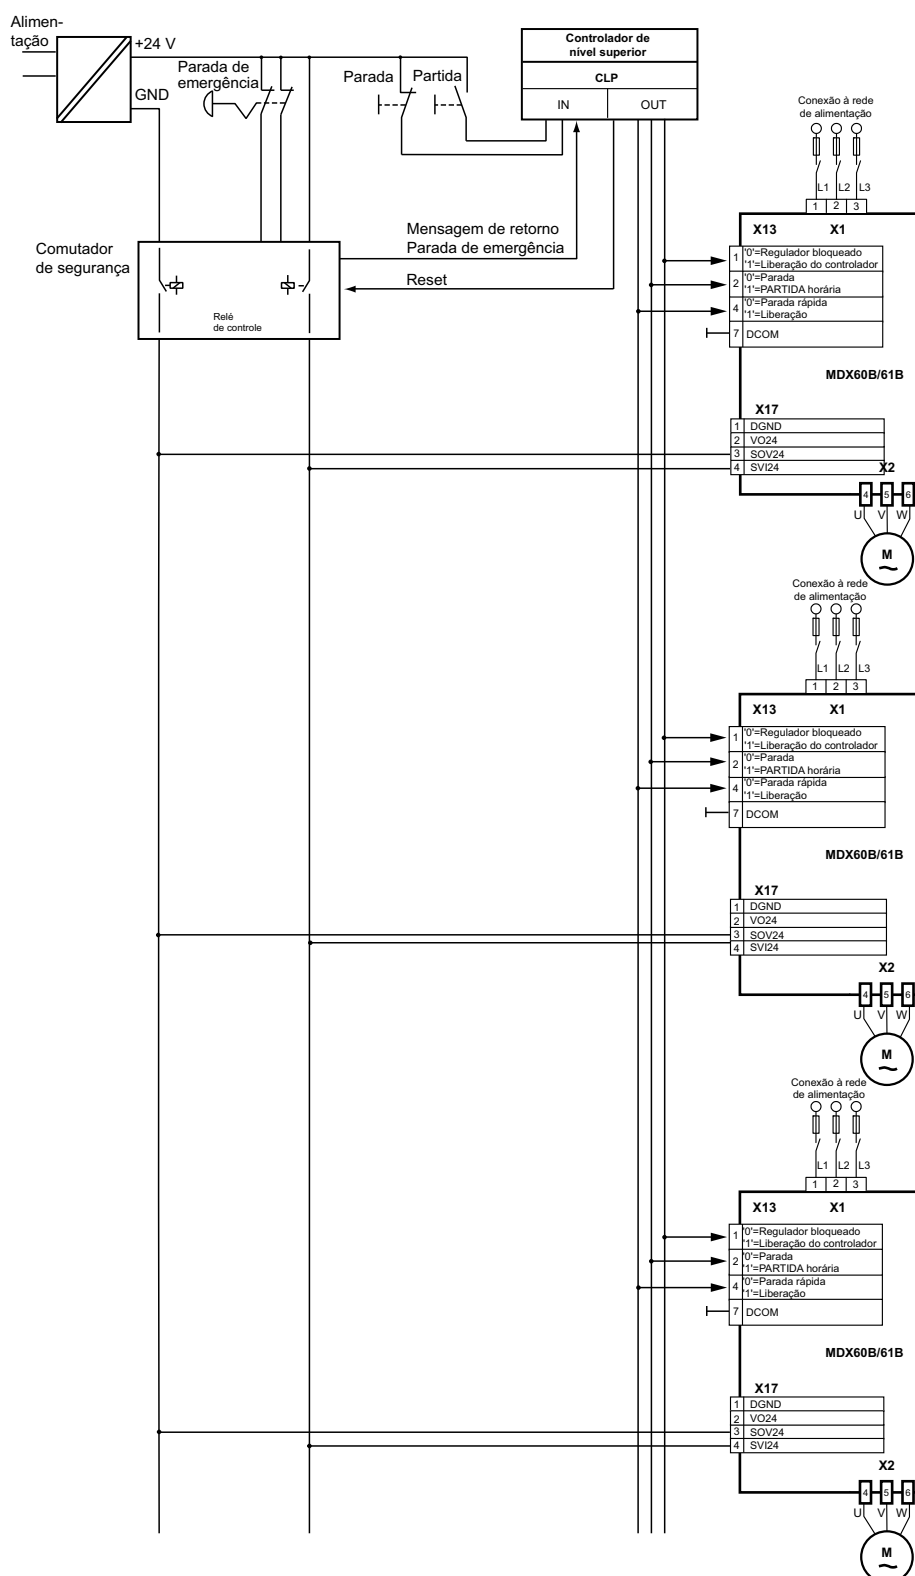 Alimen-
tação
+24 V
GND
Parada de
emergência
Parada
Partida
Controlador de
nível superior
CLP
IN
OUT
Mensagem de retorno
Parada de emergência
Reset
Comutador
de segurança
Relé
de controle
Conexão à rede
de alimentação
L1
L2
L3
1
2
3
X13
X1
1
'0'=Regulador bloqueado
'1'=Liberação do controlador
2
'0'=Parada
'1'=PARTIDA horária
4
'0'=Parada rápida
'1'=Liberação
7
DCOM
MDX60B/61B
X17
1
DGND
2
VO24
3
SOV24
4
SVI24
X2
4
5
6
U
V
W
M
Conexão à rede
de alimentação
L1
L2
L3
1
2
3
X13
X1
1
'0'=Regulador bloqueado
'1'=Liberação do controlador
2
'0'=Parada
'1'=PARTIDA horária
4
'0'=Parada rápida
'1'=Liberação
7
DCOM
MDX60B/61B
X17
1
DGND
2
VO24
3
SOV24
4
SVI24
X2
4
5
6
U
V
W
M
Conexão à rede
de alimentação
L1
L2
L3
1
2
3
X13
X1
1
'0'=Regulador bloqueado
'1'=Liberação do controlador
2
'0'=Parada
'1'=PARTIDA horária
4
'0'=Parada rápida
'1'=Liberação
7
DCOM
MDX60B/61B
X17
1
DGND
2
VO24
3
SOV24
4
SVI24
X2
4
5
6
U
V
W
M